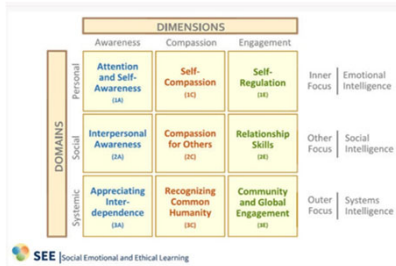 DIMENSIONS
Awareness Compassion Engagement
DOMAINS
Personal
Attention and Self-Awareness
(1A)
Self-Compassion
(1C)
Self-Regulation
(1E)
Inner Focus
Emotional Intelligence
Social
Interpersonal Awareness
(2A)
Compassion for Others
(2C)
Relationship Skills
(2E)
Other Focus
Social Intelligence
Systemic
Appreciating Inter-dependence
(3A)
Recognizing Common Humanity
(3C)
Community and Global Engagement
(3E)
Outer Focus
Systems Intelligence
SEE | Social Emotional and Ethical Learning